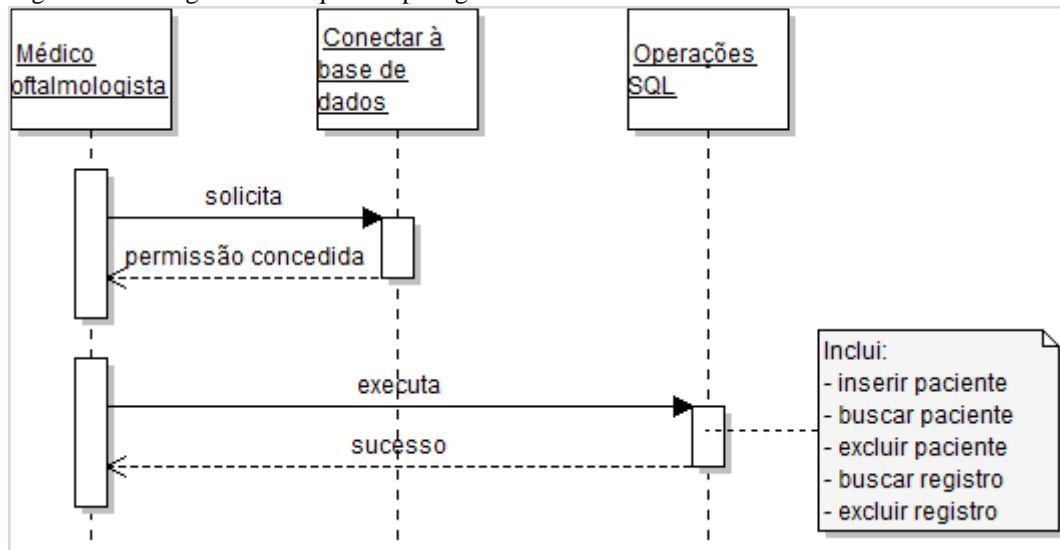 Médico
oftalmologista
Conectar à
base de
dados
Operações
SQL
solicita
permissão concedida
executa
sucesso
Inclui:
- inserir paciente
- buscar paciente
- excluir paciente
- buscar registro
- excluir registro